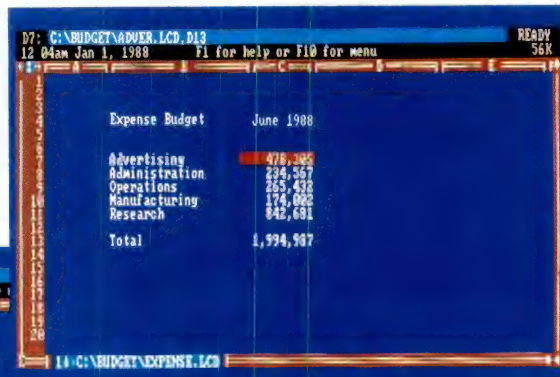 D7: C:\BUDGET\ADVER.LCD,D13 READY
12 04am Jan 1, 1988 F1 for help or F10 for menu 56K
A B C D E F
1
2
3
4 Expense Budget June 1988
5
6
7 Advertising 478,305
8 Administration 234,567
9 Operations 265,432
10 Manufacturing 174,002
11 Research 842,681
12
13 Total 1,994,987
14
15
16
17
18
19
20
14 C:\BUDGET\EXPENSE.LCD